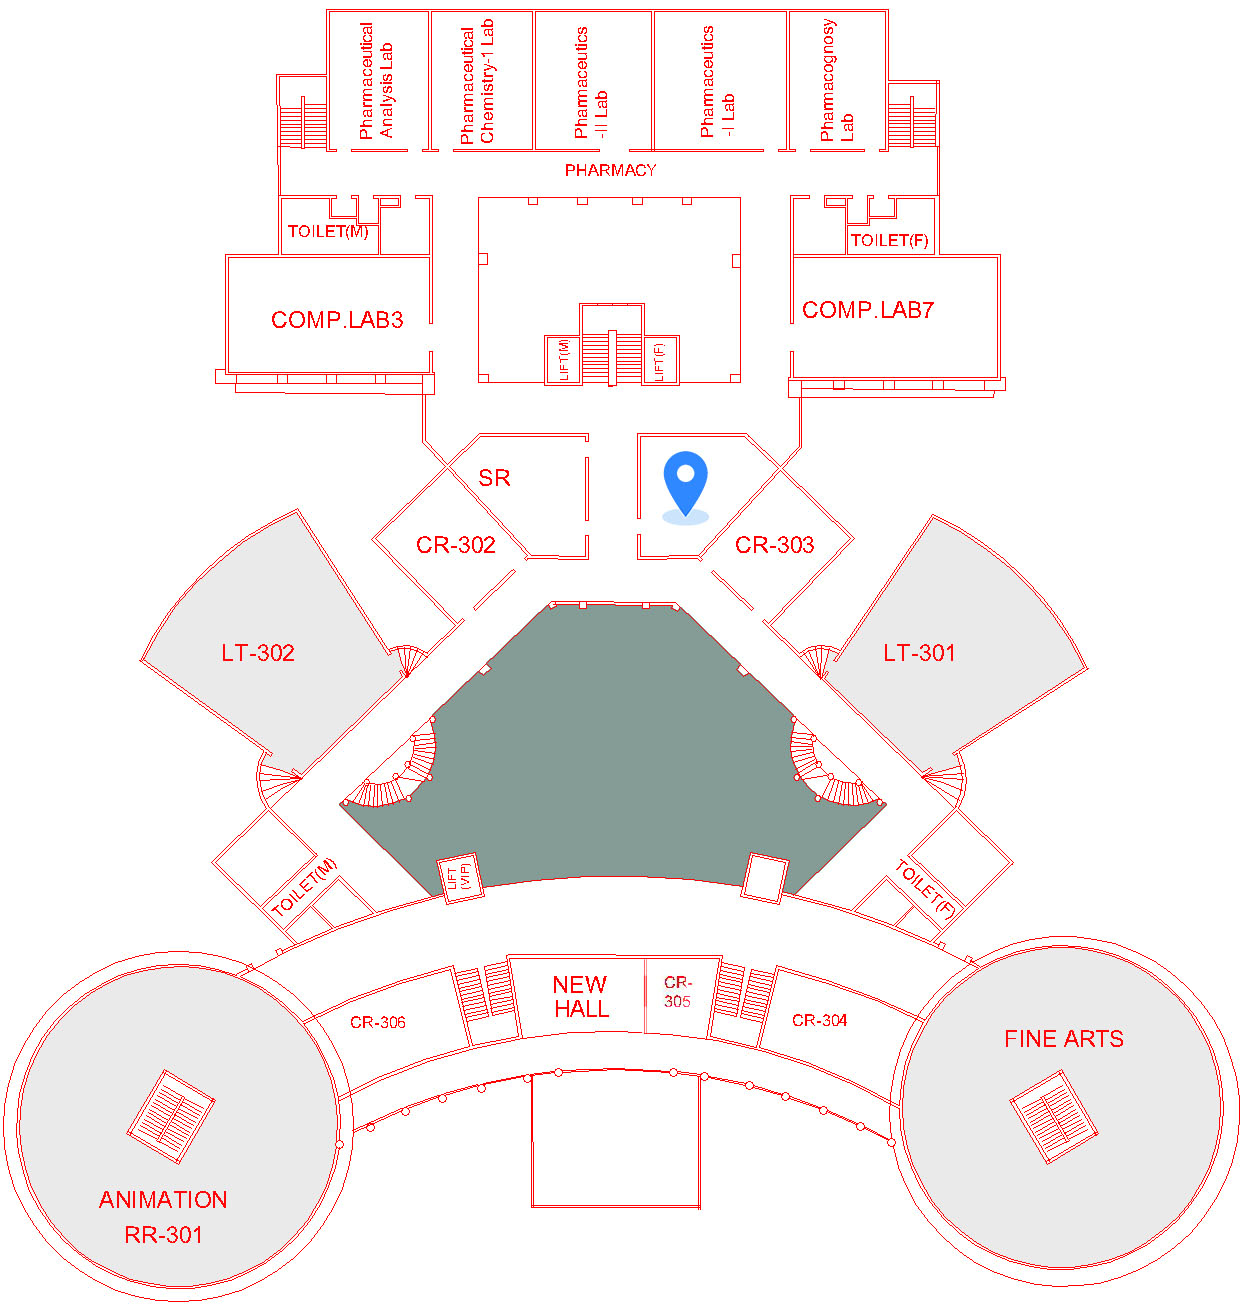 Pharmaceutical
Analysis Lab
Pharmaceutical
Chemistry-1 Lab
Pharmaceutics
-II Lab
Pharmaceutics
-I Lab
Pharmacognosy
Lab
PHARMACY
TOILET(M)
TOILET(F)
COMP.LAB3
COMP.LAB7
LIFT(M)
LIFT(F)
SR
CR-302
CR-303
LT-302
LT-301
LIFT
(VIP)
TOILET(M)
TOILET(F)
NEW
HALL
CR-
305
CR-306
CR-304
FINE ARTS
ANIMATION
RR-301